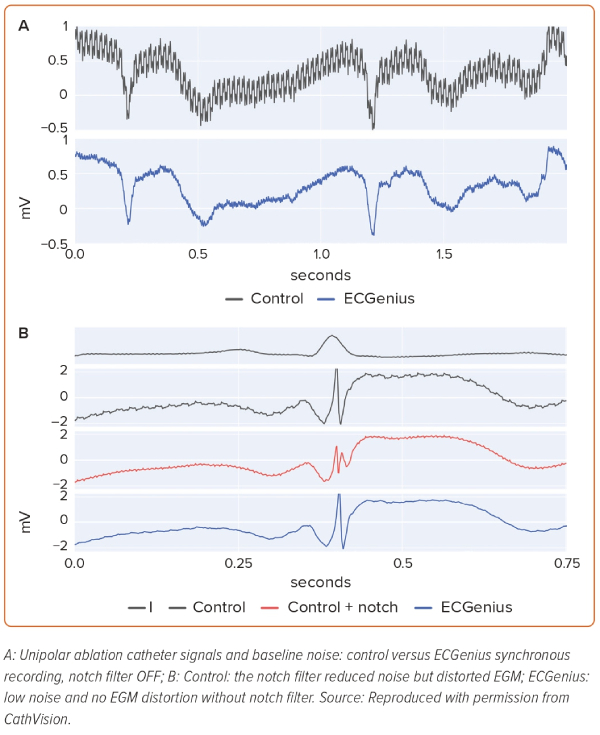 A
1
0.5
0
−0.5
1
0.5
0
−0.5
mV
0.0 0.5 1.0 1.5
seconds
Control ECGenius
B
2
0
−2
2
0
−2
2
0
−2
mV
0.0 0.25 0.5 0.75
seconds
I Control Control + notch ECGenius
A: Unipolar ablation catheter signals and baseline noise: control versus ECGenius synchronous
recording, notch filter OFF; B: Control: the notch filter reduced noise but distorted EGM; ECGenius:
low noise and no EGM distortion without notch filter. Source: Reproduced with permission from
CathVision.